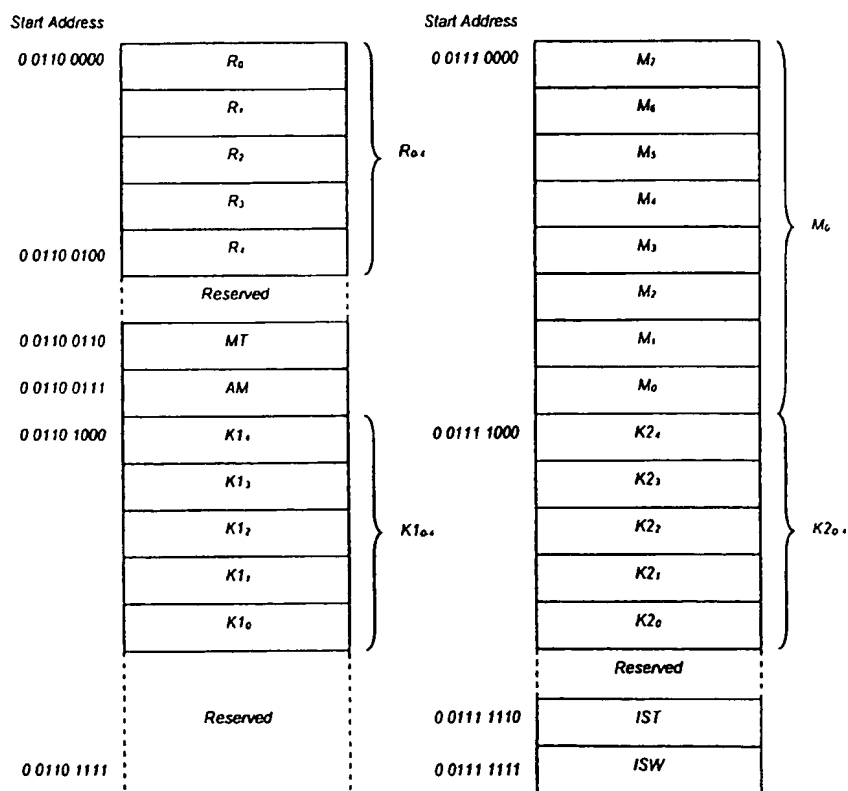 Start Address
0 0110 0000
R₀
R₁
R₂
R₃
0 0110 0100
R₄
R₀₋₄
Reserved
0 0110 0110
MT
0 0110 0111
AM
0 0110 1000
K1₄
K1₃
K1₂
K1₁
K1₀
K1₀₋₄
Reserved
0 0110 1111
Start Address
0 0111 0000
M₇
M₆
M₅
M₄
M₃
M₂
M₁
M₀
M₀
0 0111 1000
K2₄
K2₃
K2₂
K2₁
K2₀
K2₀₋₄
Reserved
0 0111 1110
IST
0 0111 1111
ISW